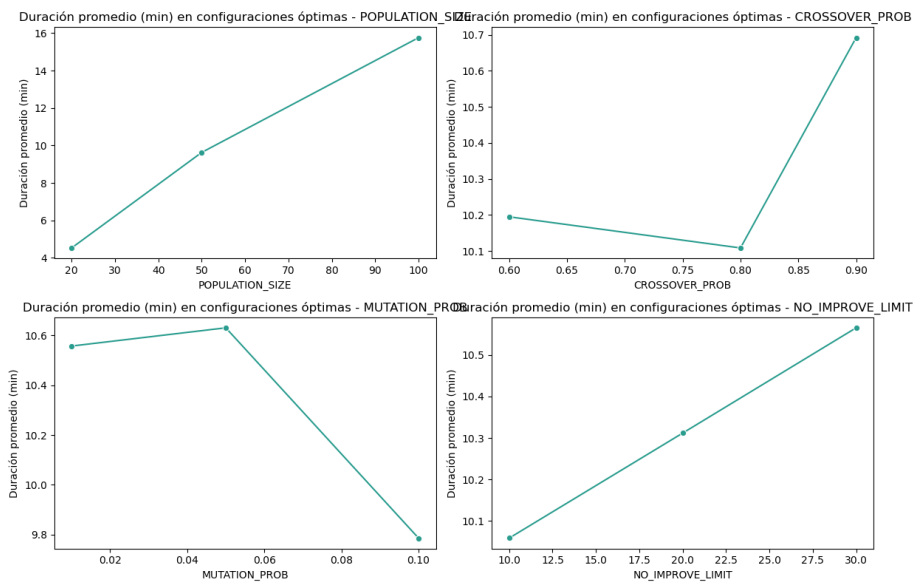 Duración promedio (min) en configuraciones óptimas - POPULATION_SIZE
Duración promedio (min)
16
14
12
10
8
6
4
20 30 40 50 60 70 80 90 100
POPULATION_SIZE
Duración promedio (min) en configuraciones óptimas - CROSSOVER_PROB
Duración promedio (min)
10.7
10.6
10.5
10.4
10.3
10.2
10.1
0.60 0.65 0.70 0.75 0.80 0.85 0.90
CROSSOVER_PROB
Duración promedio (min) en configuraciones óptimas - MUTATION_PROB
Duración promedio (min)
10.6
10.4
10.2
10.0
9.8
0.02 0.04 0.06 0.08 0.10
MUTATION_PROB
Duración promedio (min) en configuraciones óptimas - NO_IMPROVE_LIMIT
Duración promedio (min)
10.5
10.4
10.3
10.2
10.1
10.0 12.5 15.0 17.5 20.0 22.5 25.0 27.5 30.0
NO_IMPROVE_LIMIT